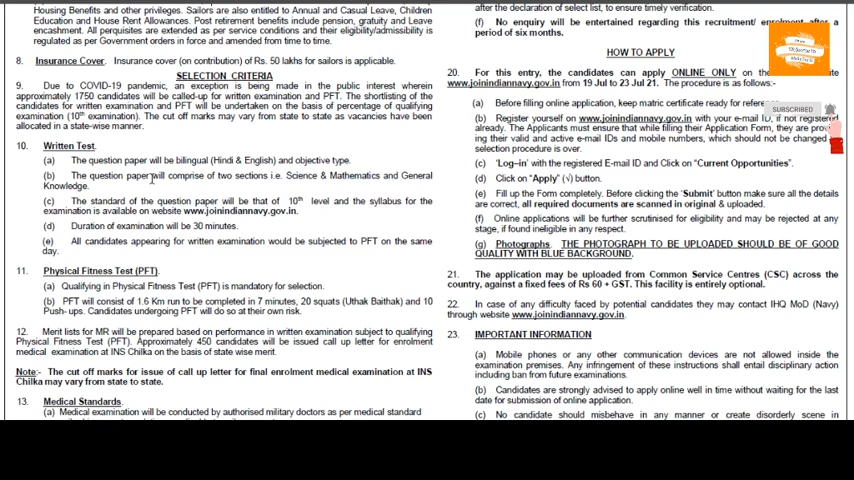 Housing Benefits and other privileges. Sailors are also entitled to Annual and Casual Leave, Children
Education and House Rent Allowances. Post retirement benefits include pension, gratuity and Leave
encashment. All perquisites are extended as per service conditions and their eligibility/admissibility is
regulated as per Government orders in force and amended from time to time.
8. Insurance Cover. Insurance cover (on contribution) of Rs. 50 lakhs for sailors is applicable.
SELECTION CRITERIA
9. Due to COVID-19 pandemic, an exception is being made in the public interest wherein
approximately 1750 candidates will be called-up for written examination and PFT. The shortlisting of the
candidates for written examination and PFT will be undertaken on the basis of percentage of qualifying
examination (10th examination). The cut off marks may vary from state to state as vacancies have been
allocated in a state-wise manner.
10. Written Test.
(a) The question paper will be bilingual (Hindi & English) and objective type.
(b) The question paper will comprise of two sections i.e. Science & Mathematics and General
Knowledge.
(c) The standard of the question paper will be that of 10th level and the syllabus for the
examination is available on website www.joinindiannavy.gov.in.
(d) Duration of examination will be 30 minutes.
(e) All candidates appearing for written examination would be subjected to PFT on the same
day.
11. Physical Fitness Test (PFT).
(a) Qualifying in Physical Fitness Test (PFT) is mandatory for selection.
(b) PFT will consist of 1.6 Km run to be completed in 7 minutes, 20 squats (Uthak Baithak) and 10
Push- ups. Candidates undergoing PFT will do so at their own risk.
12. Merit lists for MR will be prepared based on performance in written examination subject to qualifying
Physical Fitness Test (PFT). Approximately 450 candidates will be issued call up letter for enrolment
medical examination at INS Chilka on the basis of state wise merit.
Note:- The cut off marks for issue of call up letter for final enrolment medical examination at INS
Chilka may vary from state to state.
13. Medical Standards.
(a) Medical examination will be conducted by authorised military doctors as per medical standard
after the declaration of select list, to ensure timely verification.
(f) No enquiry will be entertained regarding this recruitment/ enrolment after a
period of six months.
HOW TO APPLY
20. For this entry, the candidates can apply ONLINE ONLY on the
www.joinindiannavy.gov.in from 19 Jul to 23 Jul 21. The procedure is as follows:-
(a) Before filling online application, keep matric certificate ready for
(b) Register yourself on www.joinindiannavy.gov.in with your e-mail ID, if not registered
already. The Applicants must ensure that while filling their Application Form, they are
their valid and active e-mail IDs and mobile numbers, which should not be changed
selection procedure is over.
(c) 'Log-in' with the registered E-mail ID and Click on "Current Opportunities".
(d) Click on "Apply" (√) button.
(e) Fill up the Form completely. Before clicking the 'Submit' button make sure all the details
are correct, all required documents are scanned in original & uploaded.
(f) Online applications will be further scrutinised for eligibility and may be rejected at any
stage, if found ineligible in any respect.
(g) Photographs. THE PHOTOGRAPH TO BE UPLOADED SHOULD BE OF GOOD
QUALITY WITH BLUE BACKGROUND.
21. The application may be uploaded from Common Service Centres (CSC) across the
country, against a fixed fees of Rs 60 + GST. This facility is entirely optional.
22. In case of any difficulty faced by potential candidates they may contact IHQ MoD (Navy)
through website www.joinindiannavy.gov.in.
23. IMPORTANT INFORMATION
(a) Mobile phones or any other communication devices are not allowed inside the
examination premises. Any infringement of these instructions shall entail disciplinary action
including ban from future examinations.
(b) Candidates are strongly advised to apply online well in time without waiting for the last
date for submission of online application.
(c) No candidate should misbehave in any manner or create disorderly scene in
SUBSCRIBED